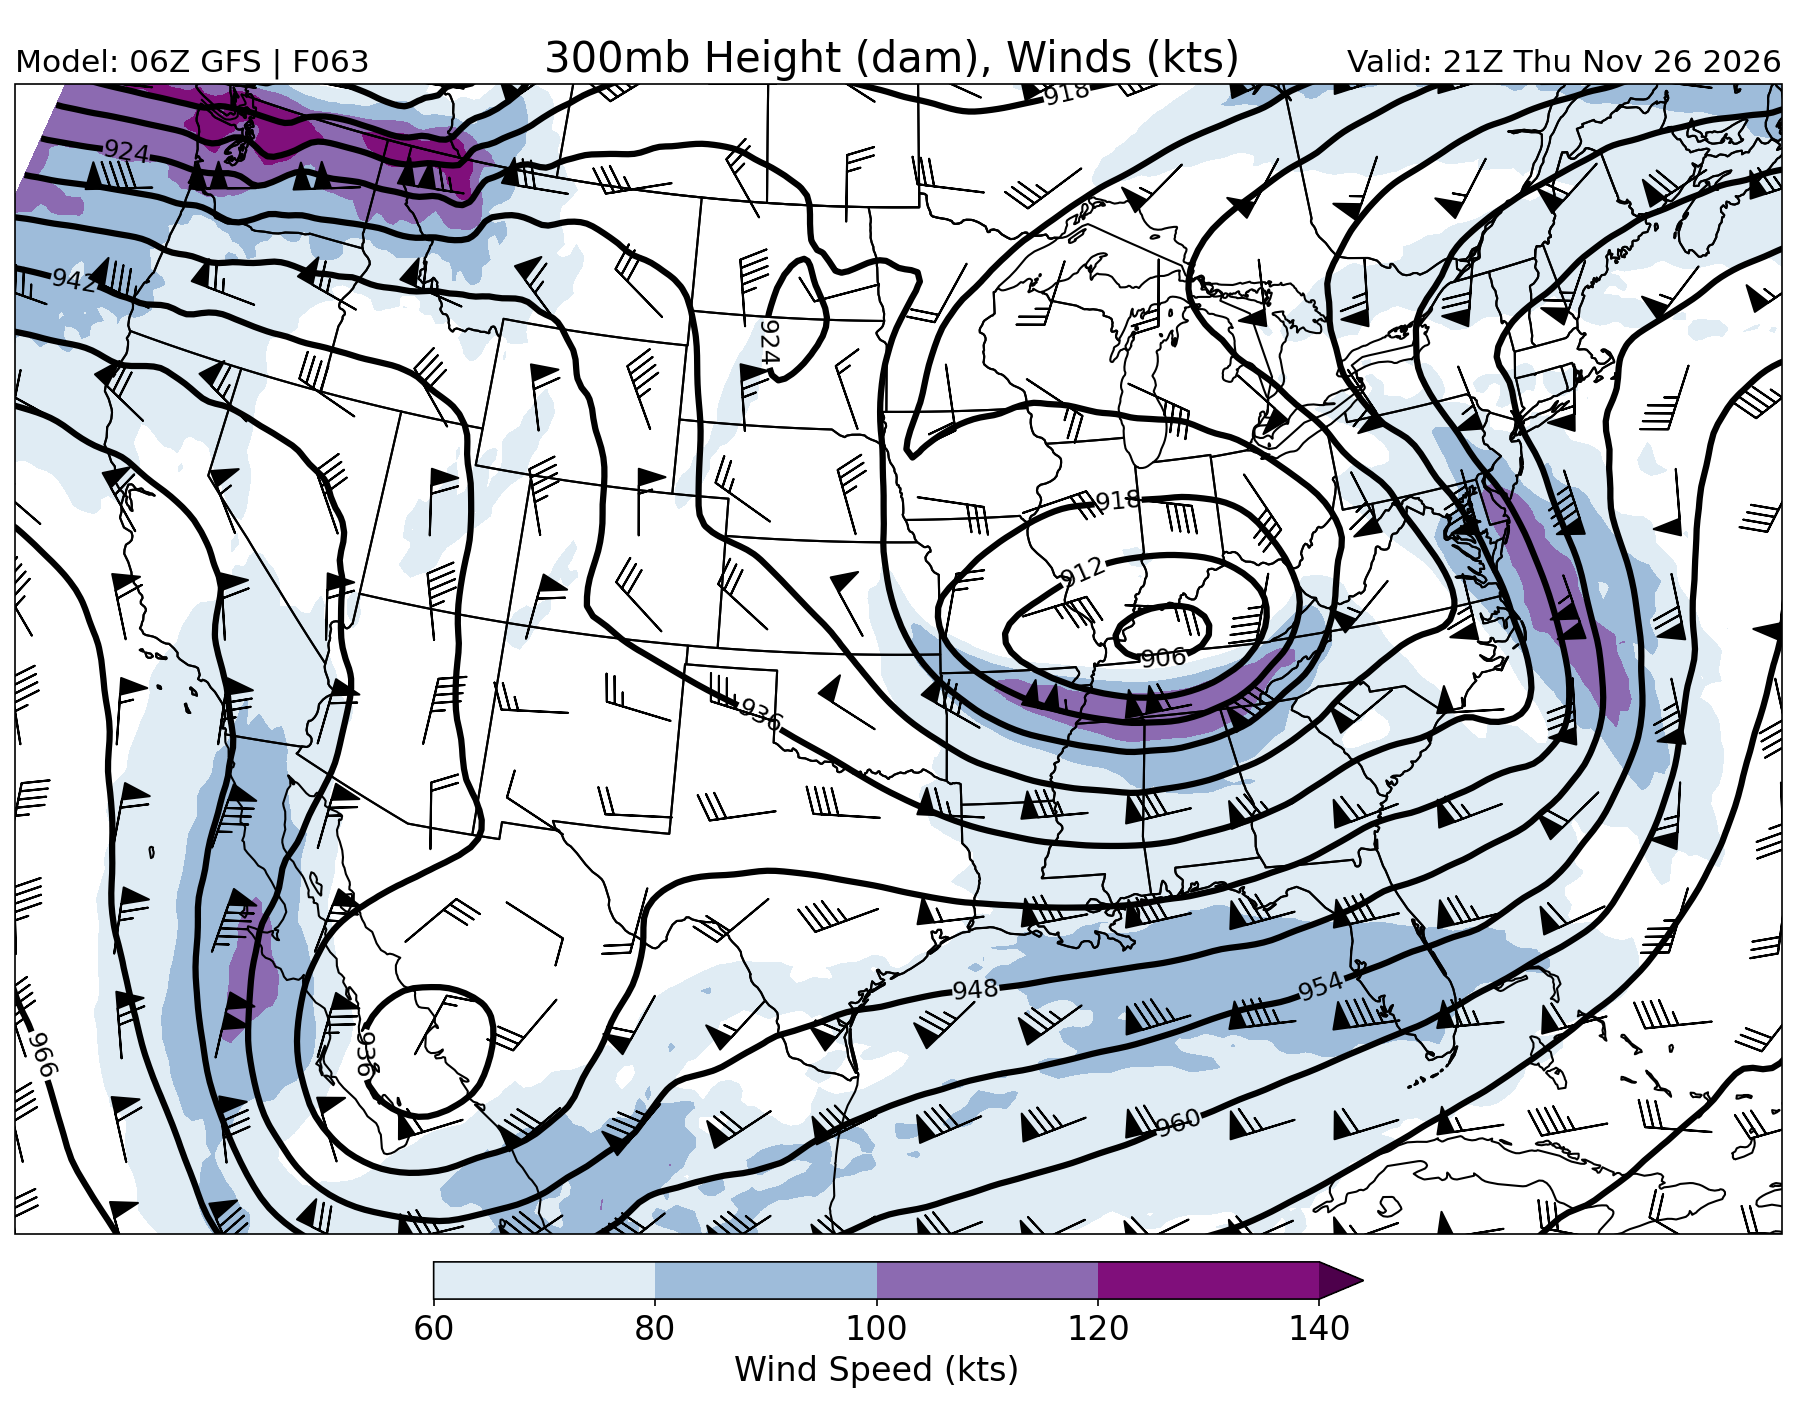 Model: 06Z GFS | F063
300mb Height (dam), Winds (kts)
Valid: 21Z Thu Nov 26 2026
918
924
942
924
918
912
906
936
948
954
936
966
960
60 80 100 120 140
Wind Speed (kts)